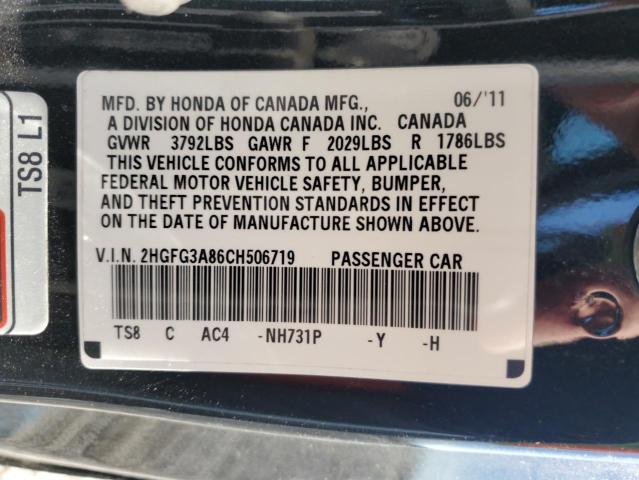 MFD. BY HONDA OF CANADA MFG., 06/'11
A DIVISION OF HONDA CANADA INC. CANADA
GVWR 3792LBS GAWR F 2029LBS R 1786LBS
THIS VEHICLE CONFORMS TO ALL APPLICABLE
FEDERAL MOTOR VEHICLE SAFETY, BUMPER,
AND THEFT PREVENTION STANDARDS IN EFFECT
ON THE DATE OF MANUFACTURE SHOWN ABOVE.
V.I.N. 2HGFG3A86CH506719 PASSENGER CAR
TS8 C AC4 -NH731P -Y -H
TS8 L1